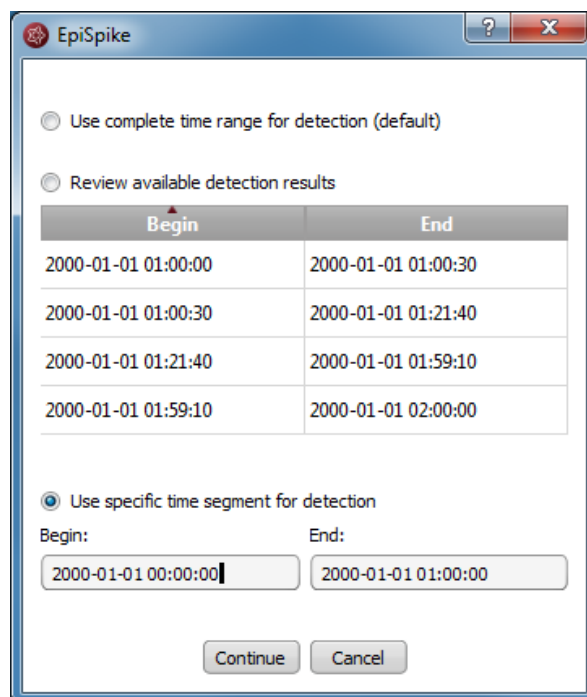 EpiSpike
?
X
Use complete time range for detection (default)
Review available detection results
Begin End
2000-01-01 01:00:00 2000-01-01 01:00:30
2000-01-01 01:00:30 2000-01-01 01:21:40
2000-01-01 01:21:40 2000-01-01 01:59:10
2000-01-01 01:59:10 2000-01-01 02:00:00
Use specific time segment for detection
Begin: End:
2000-01-01 00:00:00 2000-01-01 01:00:00
Continue Cancel